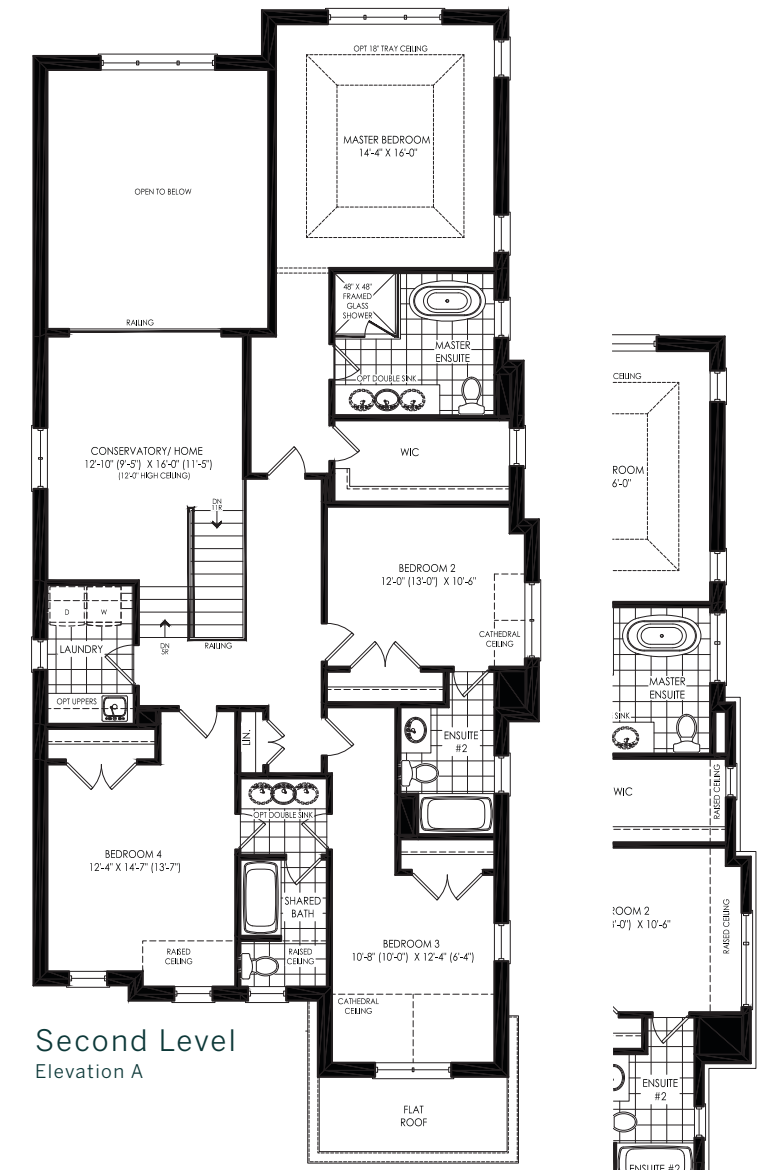 OPT 18" TRAY CEILING
MASTER BEDROOM
14'-4" X 16'-0"
OPEN TO BELOW
RAILING
48" X 48"
FRAMED
GLASS
SHOWER
MASTER
ENSUITE
OPT DOUBLE SINK
WIC
CONSERVATORY/ HOME
12'-10" (9'-5") X 16'-0" (11'-5")
(12'-0" HIGH CEILING)
DN
11R
BEDROOM 2
12'-0" (13'-0") X 10'-6"
CATHEDRAL
CEILING
D
W
LAUNDRY
OPT UPPERS
DN
5R
RAILING
LIN.
ENSUITE
#2
OPT DOUBLE SINK
BEDROOM 4
12'-4" X 14'-7" (13'-7")
SHARED
BATH
RAISED
CEILING
RAISED
CEILING
BEDROOM 3
10'-8" (10'-0") X 12'-4" (6'-4")
CATHEDRAL
CEILING
FLAT
ROOF
Second Level
Elevation A
CEILING
ROOM
6'-0"
MASTER
ENSUITE
SINK
WIC
RAISED CEILING
ROOM 2
'-0") X 10'-6"
RAISED CEILING
ENSUITE
#2
ENSUITE #2